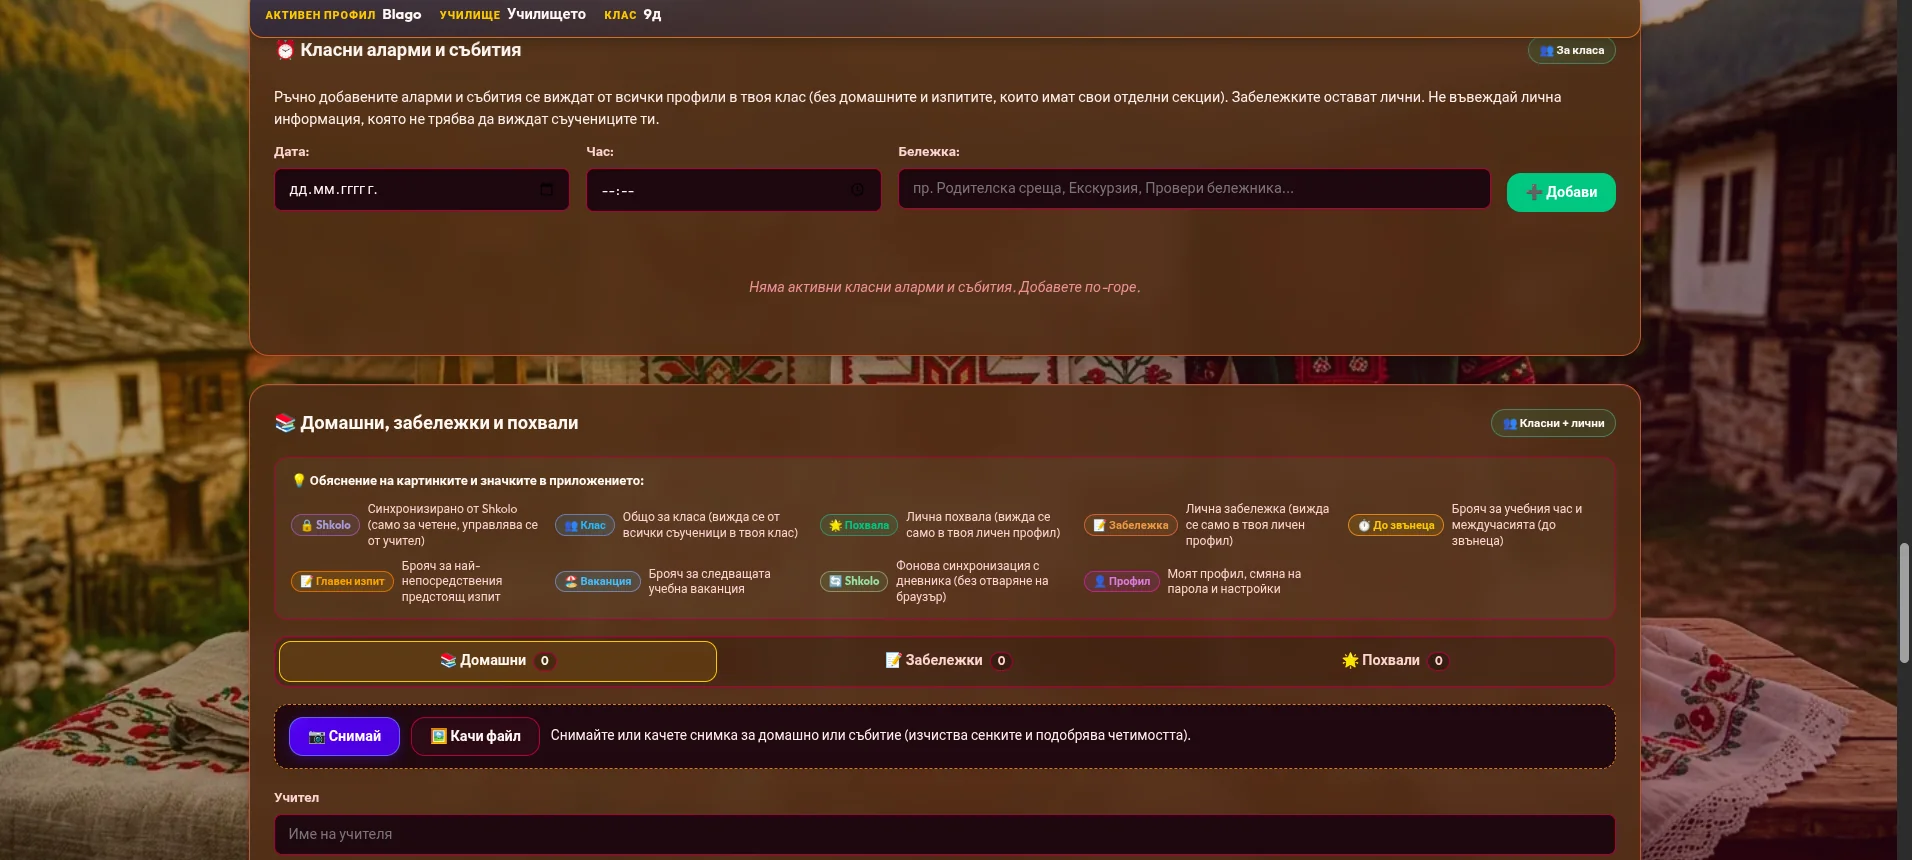 АКТИВЕН ПРОФИЛ Blago УЧИЛИЩЕ Училището КЛАС 9д
⏰ Класни аларми и събития
👥 За класа
Ръчно добавените аларми и събития се виждат от всички профили в твоя клас (без домашните и изпитите, които имат свои отделни секции). Забележките остават лични. Не въвеждай лична
информация, която не трябва да виждат съучениците ти.
Дата: Час: Бележка:
дд.мм.гггг г. --:-- пр. Родителска среща, Екскурзия, Провери бележника...
➕ Добави
Няма активни класни аларми и събития. Добавете по-горе.
📚 Домашни, забележки и похвали
👥 Класни + лични
💡 Обяснение на картинките и значките в приложението:
🔒 Shkolo
Синхронизирано от Shkolo
(само за четене, управлява се
от учител)
👥 Клас
Общо за класа (вижда се от
всички съученици в твоя клас)
🌟 Похвала
Лична похвала (вижда се
само в твоя личен профил)
📝 Забележка
Лична забележка (вижда
се само в твоя личен
профил)
⏱️ До звънеца
Брояч за учебния час и
междучасията (до
звънеца)
📝 Главен изпит
Брояч за най-
непосредствения
предстоящ изпит
🏖️ Ваканция
Брояч за следващата
учебна ваканция
🔄 Shkolo
Фонова синхронизация с
дневника (без отваряне на
браузър)
👤 Профил
Моят профил, смяна на
парола и настройки
📚 Домашни 0
📝 Забележки 0
🌟 Похвали 0
📷 Снимай
🖼️ Качи файл
Снимайте или качете снимка за домашно или събитие (изчиства сенките и подобрява четимостта).
Учител
Име на учителя